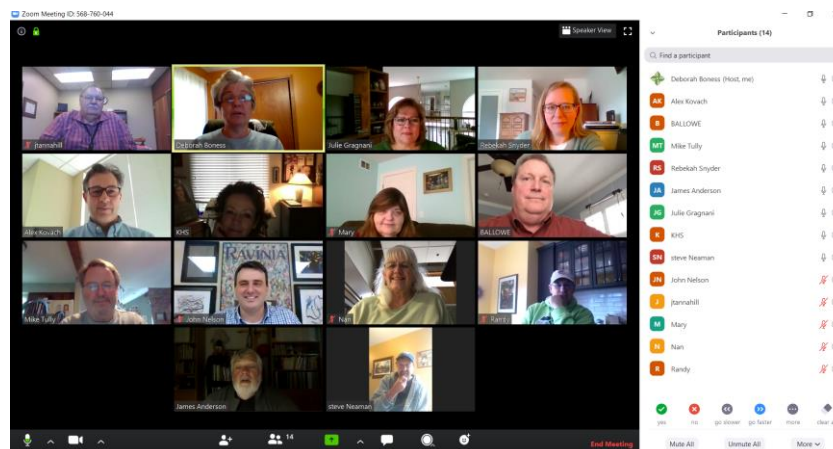 Zoom Meeting ID: 568-760-044
Speaker View
jtannahill
Deborah Boness
Julie Gragnani
Rebekah Snyder
Alex Kovach
KHS
Mary
BALLOWE
Mike Tully
RAVINIA
John Nelson
Nan
Randy
James Anderson
steve Neaman
14
End Meeting
Participants (14)
Find a participant
Deborah Boness (Host, me)
AK Alex Kovach
B BALLOWE
MT Mike Tully
RS Rebekah Snyder
JA James Anderson
JG Julie Gragnani
K KHS
SN steve Neaman
JN John Nelson
J jtannahill
M Mary
N Nan
R Randy
yes no go slower go faster more clear
Mute All Unmute All More